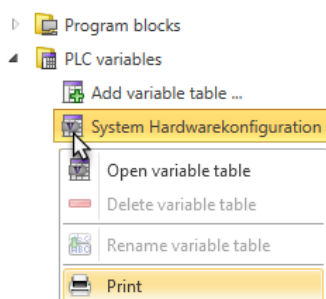 Program blocks
PLC variables
Add variable table ...
System Hardwarekonfiguration
Open variable table
Delete variable table
Rename variable table
Print